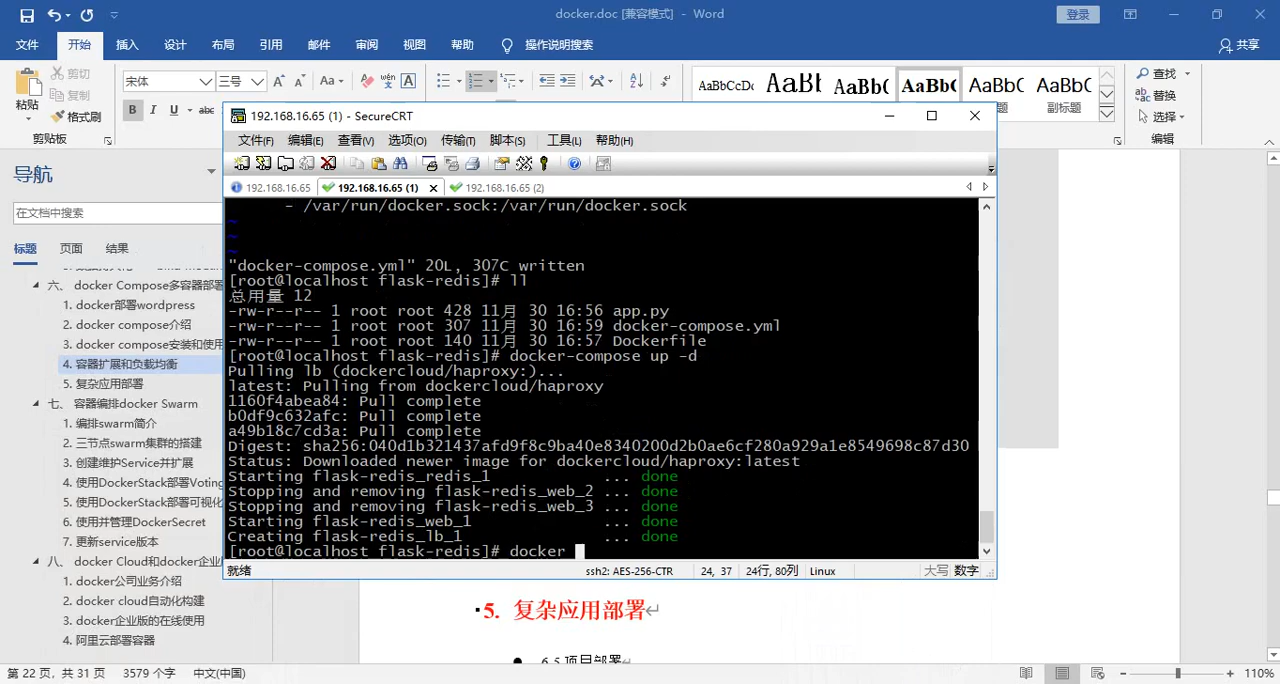 docker.doc [兼容模式] - Word
登录
文件 开始 插入 设计 布局 引用 邮件 审阅 视图 帮助 操作说明搜索 共享
粘贴 剪切 复制 格式刷
剪贴板
宋体 三号
B I U abc Aa A
AaBbCcDc AaBl AaBb( AaBb( AaBbC AaBbC
副标题
查找
替换
选择
编辑
导航
在文档中搜索
标题 页面 结果
六、 docker Compose多容器部署
1. docker部署wordpress
2. docker compose介绍
3. docker compose安装和使用
4. 容器扩展和负载均衡
5. 复杂应用部署
七、 容器编排docker Swarm
1. 编排swarm简介
2. 三节点swarm集群的搭建
3. 创建维护Service并扩展
4. 使用DockerStack部署Voting
5. 使用DockerStack部署可视化
6. 使用并管理DockerSecret
7. 更新service版本
八、 docker Cloud和docker企业
1. docker公司业务介绍
2. docker cloud自动化构建
3. docker企业版的在线使用
4. 阿里云部署容器
192.168.16.65 (1) - SecureCRT
文件(F) 编辑(E) 查看(V) 选项(O) 传输(T) 脚本(S) 工具(L) 帮助(H)
192.168.16.65 192.168.16.65 (1) 192.168.16.65 (2)
- /var/run/docker.sock:/var/run/docker.sock
~
~
~
"docker-compose.yml" 20L, 307C written
[root@localhost flask-redis]# ll
总用量 12
-rw-r--r-- 1 root root 428 11月 30 16:56 app.py
-rw-r--r-- 1 root root 307 11月 30 16:59 docker-compose.yml
-rw-r--r-- 1 root root 140 11月 30 16:57 Dockerfile
[root@localhost flask-redis]# docker-compose up -d
Pulling lb (dockercloud/haproxy:)...
latest: Pulling from dockercloud/haproxy
1160f4abea84: Pull complete
b0df9c632afc: Pull complete
a49b18c7cd3a: Pull complete
Digest: sha256:040d1b321437afd9f8c9ba40e8340200d2b0ae6cf280a929a1e8549698c87d30
Status: Downloaded newer image for dockercloud/haproxy:latest
Starting flask-redis_redis_1 ... done
Stopping and removing flask-redis_web_2 ... done
Stopping and removing flask-redis_web_3 ... done
Starting flask-redis_web_1 ... done
Creating flask-redis_lb_1 ... done
[root@localhost flask-redis]# docker
就绪 ssh2: AES-256-CTR 24, 37 24行, 80列 Linux 大写 数字
5. 复杂应用部署
6.5 项目部署
第 22 页，共 31 页 3579 个字 中文(中国) 110%